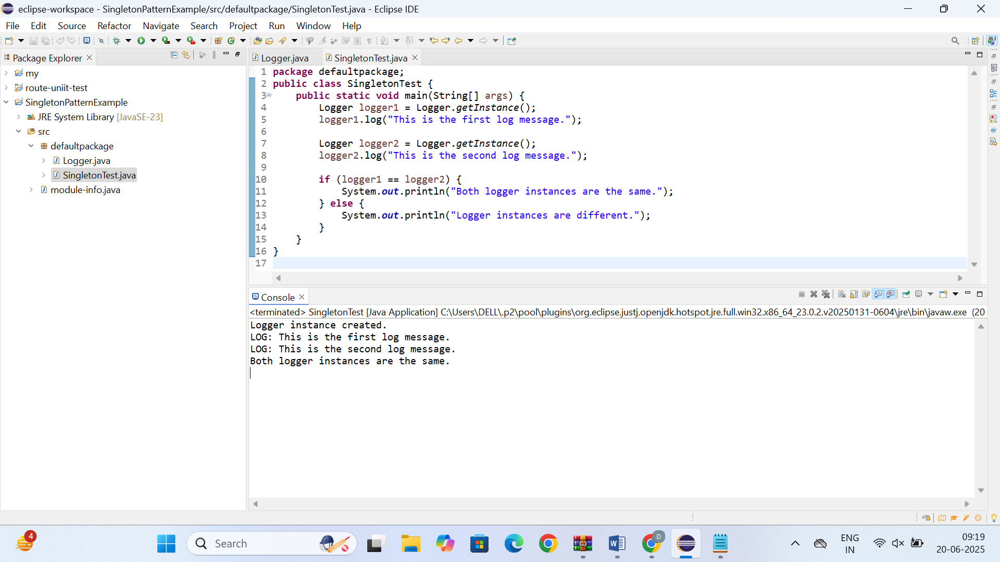 eclipse-workspace - SingletonPatternExample/src/defaultpackage/SingletonTest.java - Eclipse IDE
File Edit Source Refactor Navigate Search Project Run Window Help
Package Explorer
my
route-uniit-test
SingletonPatternExample
JRE System Library [JavaSE-23]
src
defaultpackage
Logger.java
SingletonTest.java
module-info.java
Logger.java SingletonTest.java
1 package defaultpackage;
2 public class SingletonTest {
3 public static void main(String[] args) {
4 Logger logger1 = Logger.getInstance();
5 logger1.log("This is the first log message.");
6
7 Logger logger2 = Logger.getInstance();
8 logger2.log("This is the second log message.");
9
10 if (logger1 == logger2) {
11 System.out.println("Both logger instances are the same.");
12 } else {
13 System.out.println("Logger instances are different.");
14 }
15 }
16 }
17
Console
<terminated> SingletonTest [Java Application] C:\Users\DELL\.p2\pool\plugins\org.eclipse.justj.openjdk.hotspot.jre.full.win32.x86_64_23.0.2.v20250131-0604\jre\bin\javaw.exe (20
Logger instance created.
LOG: This is the first log message.
LOG: This is the second log message.
Both logger instances are the same.
4
Search
D
ENG
IN
09:19
20-06-2025